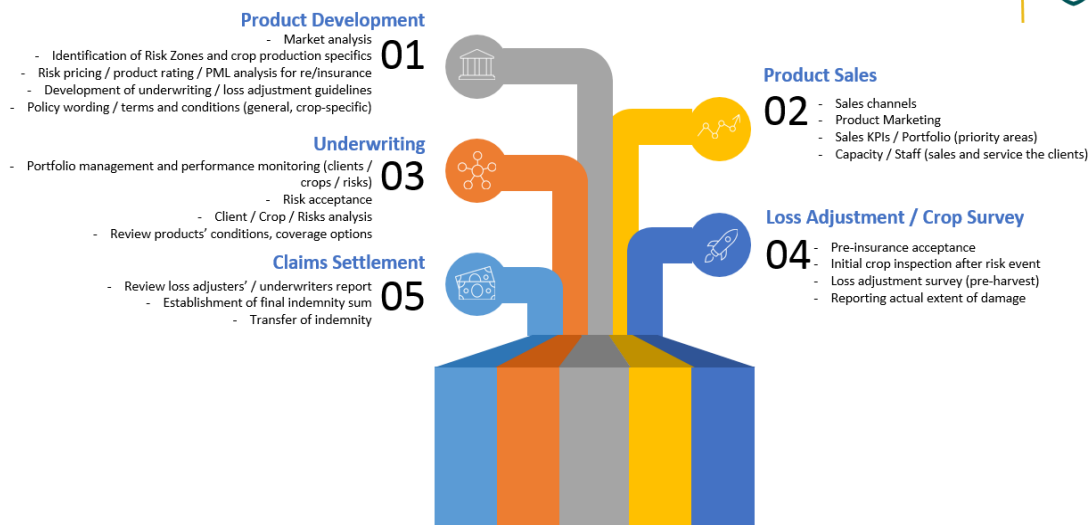 Product Development
01
- Market analysis
- Identification of Risk Zones and crop production specifics
- Risk pricing / product rating / PML analysis for re/insurance
- Development of underwriting / loss adjustment guidelines
- Policy wording / terms and conditions (general, crop-specific)
Product Sales
02
- Sales channels
- Product Marketing
- Sales KPIs / Portfolio (priority areas)
- Capacity / Staff (sales and service the clients)
Underwriting
03
- Portfolio management and performance monitoring (clients /
crops / risks)
- Risk acceptance
- Client / Crop / Risks analysis
- Review products’ conditions, coverage options
Loss Adjustment / Crop Survey
04
- Pre-insurance acceptance
- Initial crop inspection after risk event
- Loss adjustment survey (pre-harvest)
- Reporting actual extent of damage
Claims Settlement
05
- Review loss adjusters’ / underwriters report
- Establishment of final indemnity sum
- Transfer of indemnity